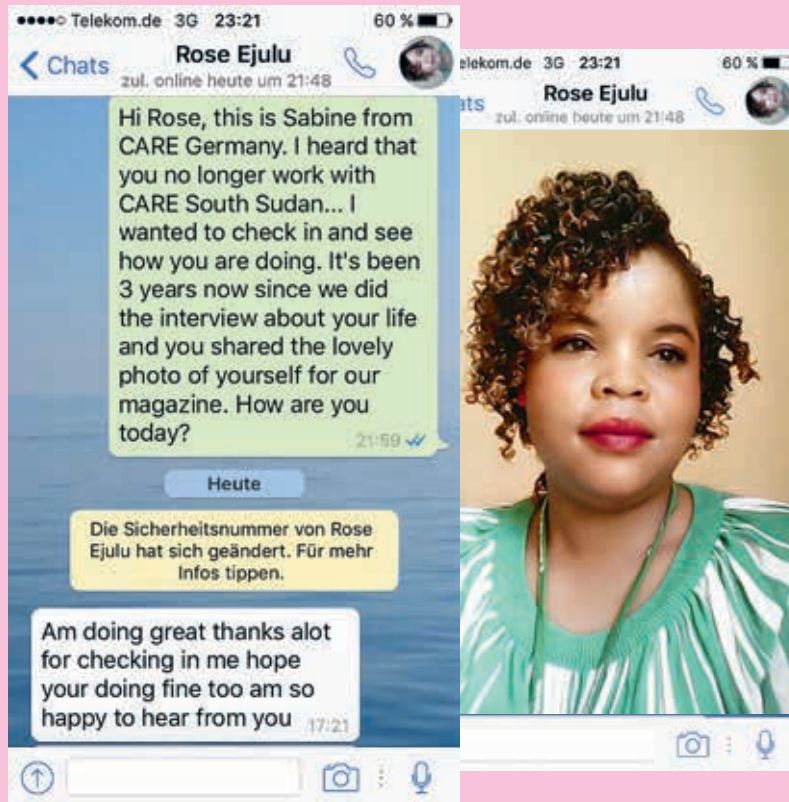 Telekom.de 3G 23:21 60 %
Chats
Rose Ejulu
zul. online heute um 21:48
Hi Rose, this is Sabine from
CARE Germany. I heard that
you no longer work with
CARE South Sudan... I
wanted to check in and see
how you are doing. It's been
3 years now since we did
the interview about your life
and you shared the lovely
photo of yourself for our
magazine. How are you
today?
21:59
Heute
Die Sicherheitsnummer von Rose
Ejulu hat sich geändert. Für mehr
Infos tippen.
Am doing great thanks alot
for checking in me hope
your doing fine too am so
happy to hear from you 17:21
elekom.de 3G 23:21 60 %
ats
Rose Ejulu
zul. online heute um 21:48